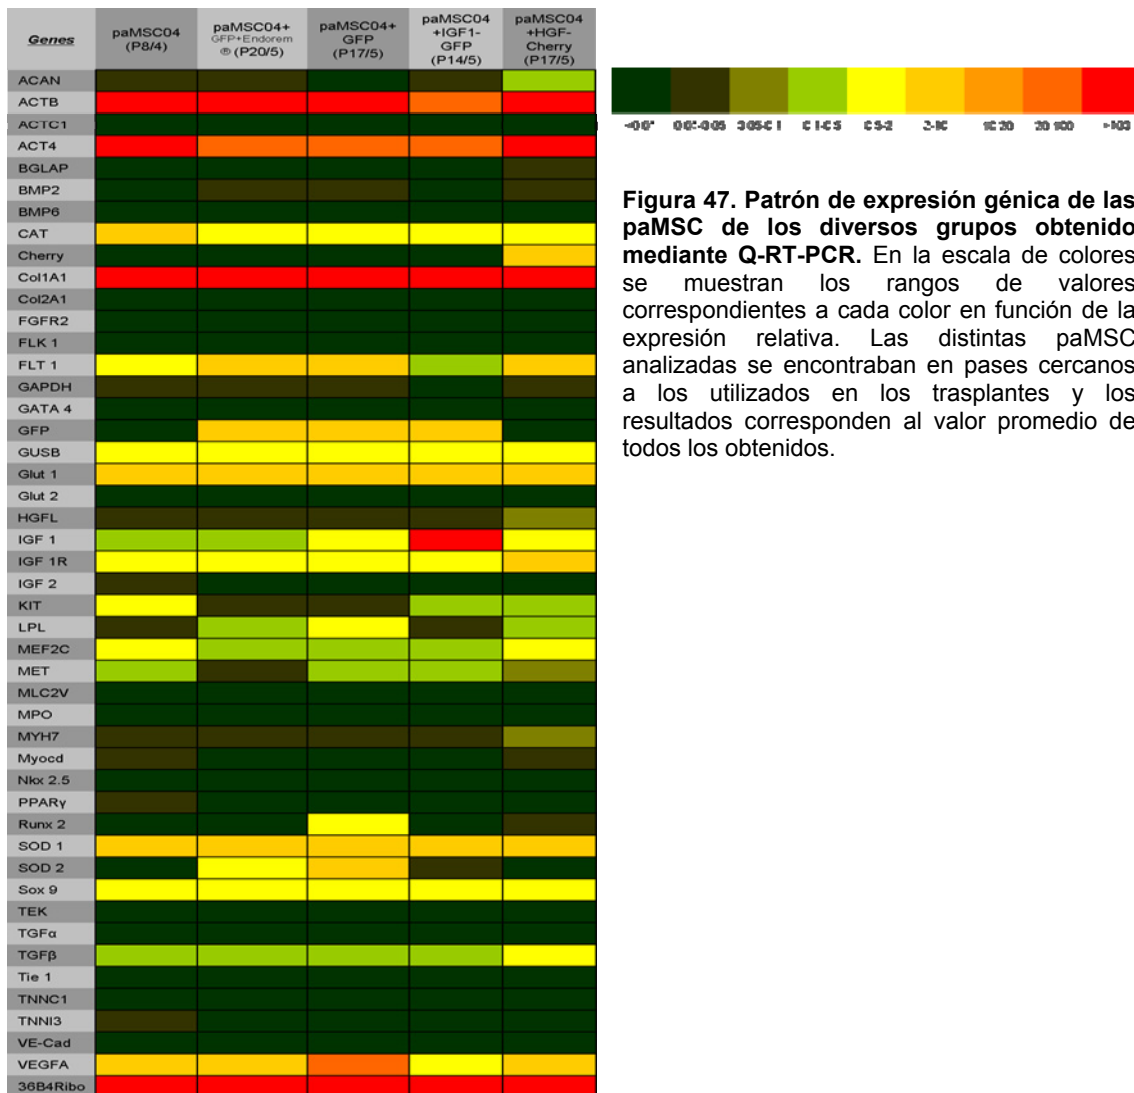 Genes
paMSC04
(P8/4)
paMSC04+
GFP+Endorem
® (P20/5)
paMSC04+
GFP
(P17/5)
paMSC04
+IGF1-
GFP
(P14/5)
paMSC04
+HGF-
Cherry
(P17/5)
ACAN
ACTB
ACTC1
ACT4
BGLAP
BMP2
BMP6
CAT
Cherry
Col1A1
Col2A1
FGFR2
FLK 1
FLT 1
GAPDH
GATA 4
GFP
GUSB
Glut 1
Glut 2
HGFL
IGF 1
IGF 1R
IGF 2
KIT
LPL
MEF2C
MET
MLC2V
MPO
MYH7
Myocd
Nkx 2.5
PPARγ
Runx 2
SOD 1
SOD 2
Sox 9
TEK
TGFα
TGFβ
Tie 1
TNNC1
TNNI3
VE-Cad
VEGFA
36B4Ribo
Figura 47. Patrón de expresión génica de las
paMSC de los diversos grupos obtenido
mediante Q-RT-PCR. En la escala de colores
se muestran los rangos de valores
correspondientes a cada color en función de la
expresión relativa. Las distintas paMSC
analizadas se encontraban en pases cercanos
a los utilizados en los trasplantes y los
resultados corresponden al valor promedio de
todos los obtenidos.